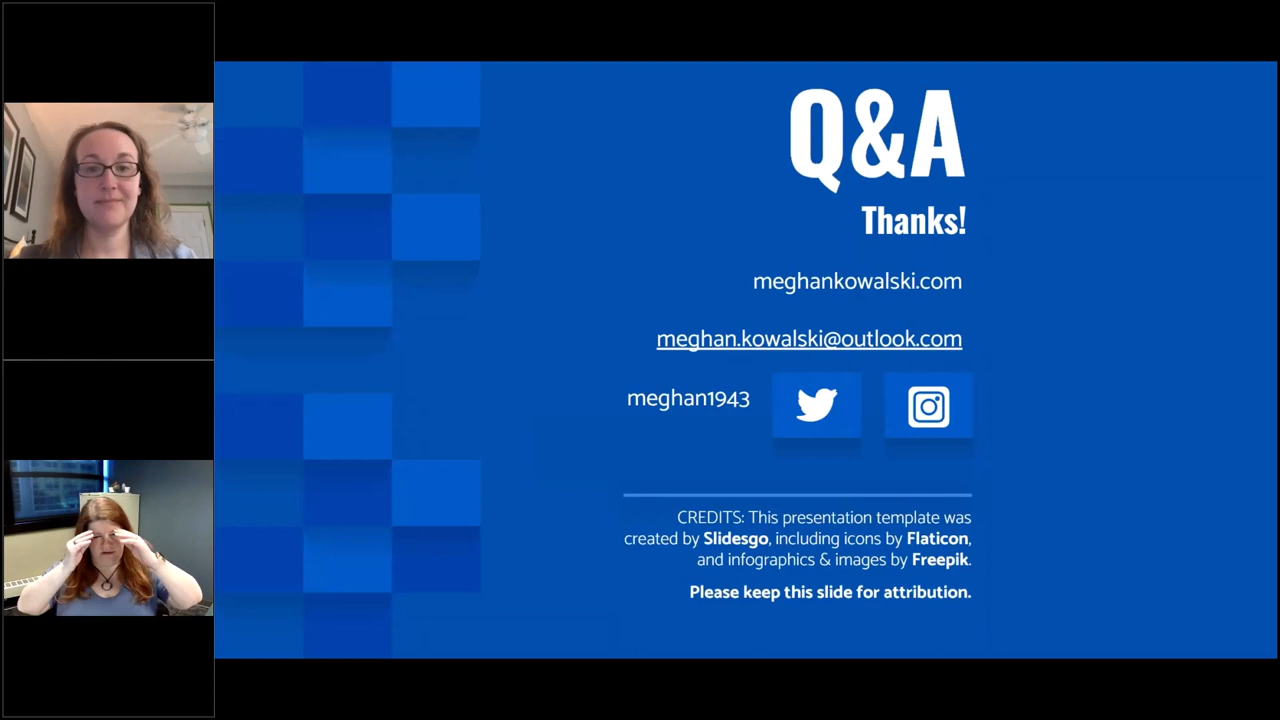 Q&A
Thanks!
meghankowalski.com
meghan.kowalski@outlook.com
meghan1943
CREDITS: This presentation template was
created by Slidesgo, including icons by Flaticon,
and infographics & images by Freepik.
Please keep this slide for attribution.